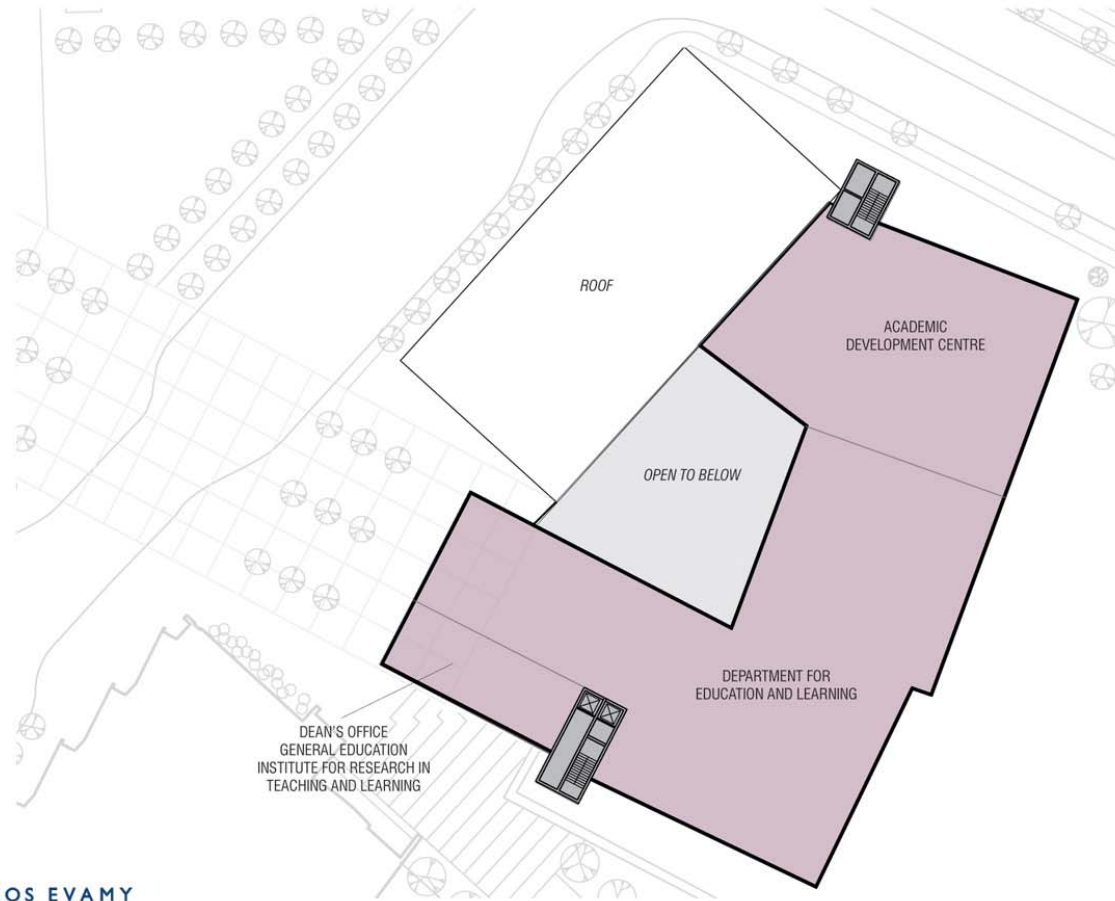 ROOF
ACADEMIC
DEVELOPMENT CENTRE
OPEN TO BELOW
DEPARTMENT FOR
EDUCATION AND LEARNING
DEAN'S OFFICE
GENERAL EDUCATION
INSTITUTE FOR RESEARCH IN
TEACHING AND LEARNING
OS EVAMY